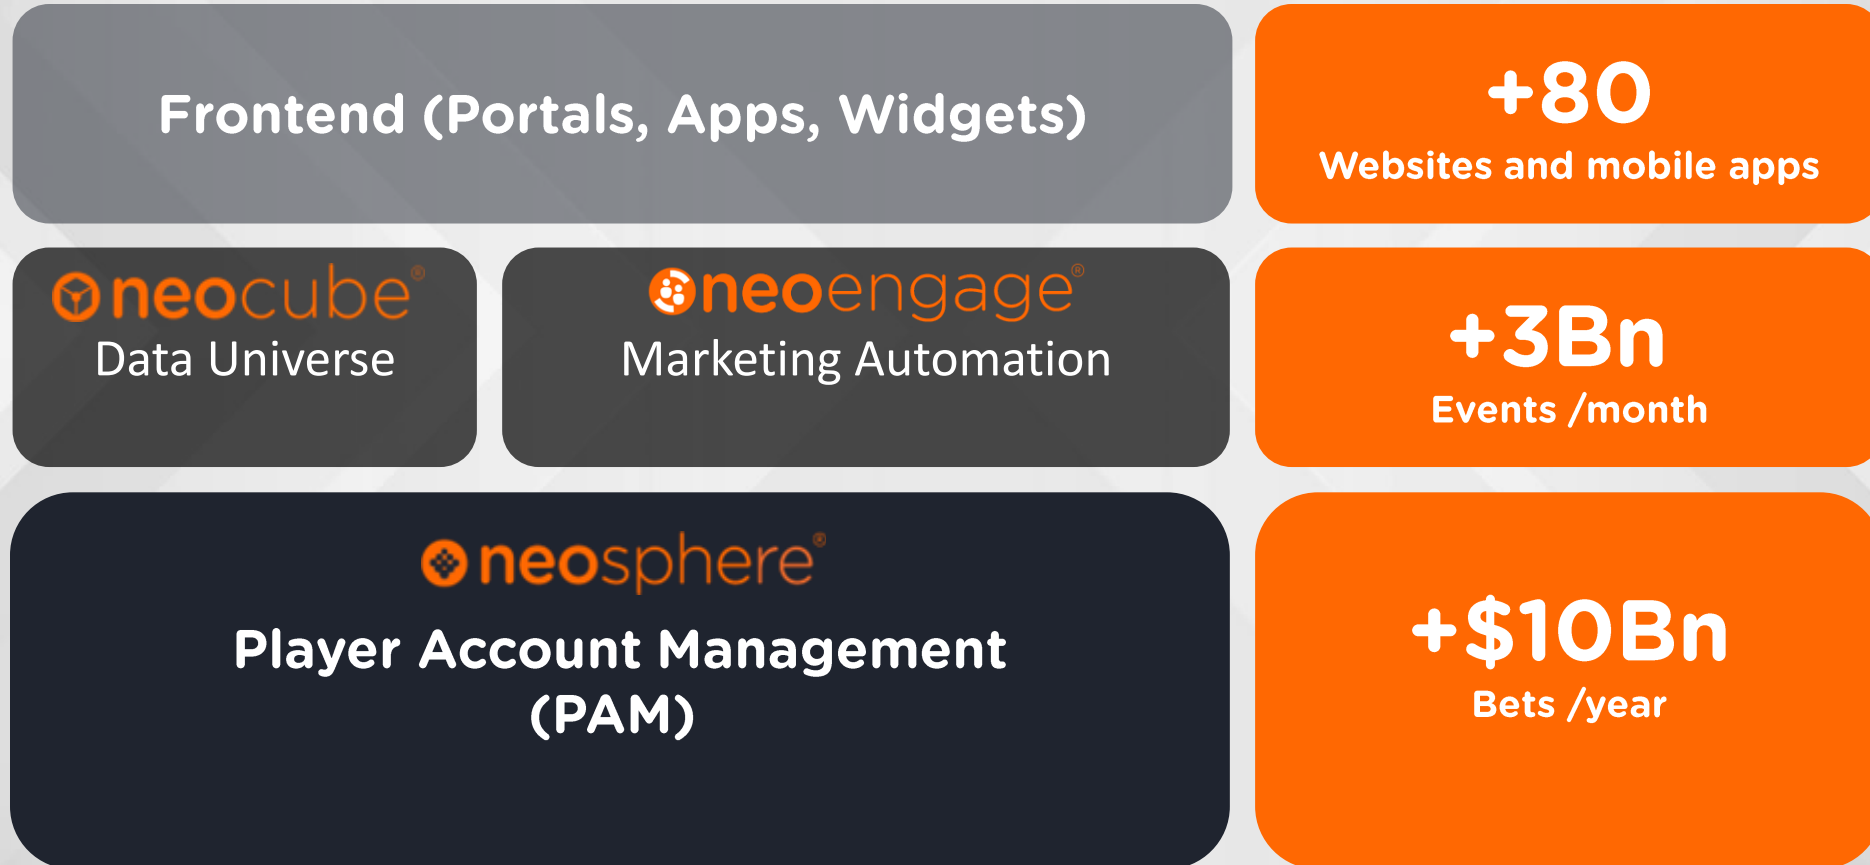 Frontend (Portals, Apps, Widgets)
+80
Websites and mobile apps
neocube®
Data Universe
neoengage®
Marketing Automation
+3Bn
Events /month
neosphere®
Player Account Management
(PAM)
+$10Bn
Bets /year